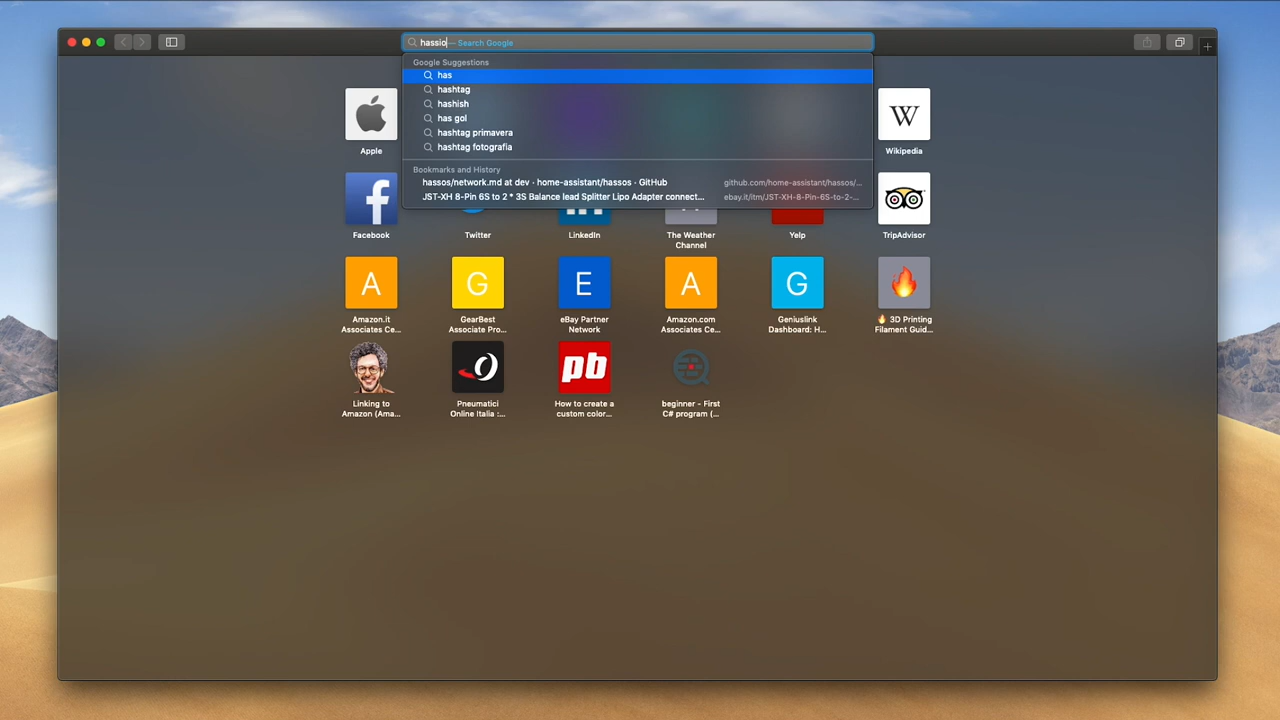 hassio — Search Google
Google Suggestions
has
hashtag
hashish
has gol
hashtag primavera
hashtag fotografia
Bookmarks and History
hassos/network.md at dev · home-assistant/hassos · GitHub github.com/home-assistant/hassos/...
JST-XH 8-Pin 6S to 2 * 3S Balance lead Splitter Lipo Adapter connect... ebay.it/itm/JST-XH-8-Pin-6S-to-2-...
W
Apple
Wikipedia
f
in
Facebook
Twitter
LinkedIn
The Weather
Channel
Yelp
TripAdvisor
A
G
E
A
G
Amazon.it
Associates Ce...
GearBest
Associate Pro...
eBay Partner
Network
Amazon.com
Associates Ce...
Geniuslink
Dashboard: H...
🔥 3D Printing
Filament Guid...
pb
Linking to
Amazon (Ama...
Pneumatici
Online Italia :...
How to create a
custom color...
beginner - First
C# program (...